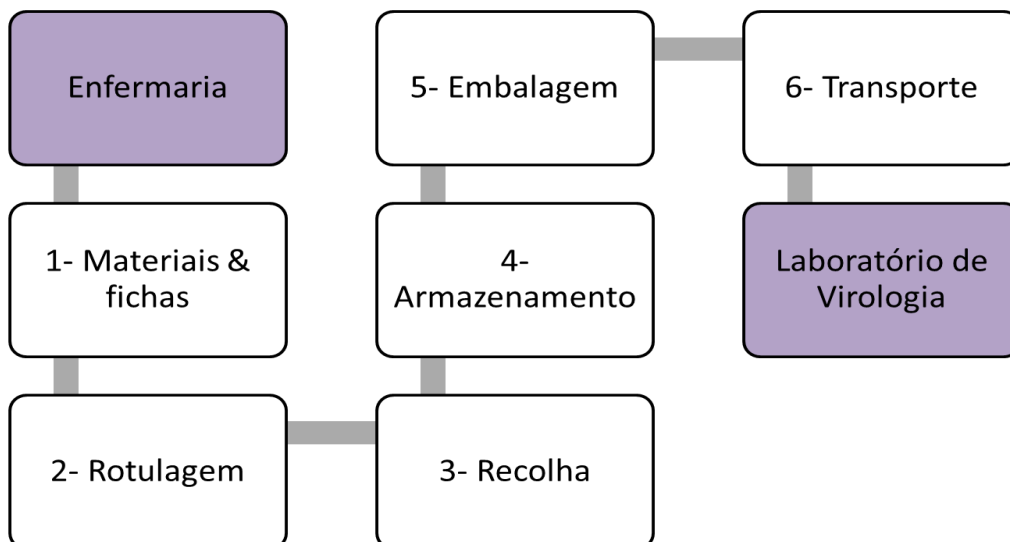 Enfermaria
1- Materiais &
fichas
2- Rotulagem
3- Recolha
4-
Armazenamento
5- Embalagem
6- Transporte
Laboratório de
Virologia